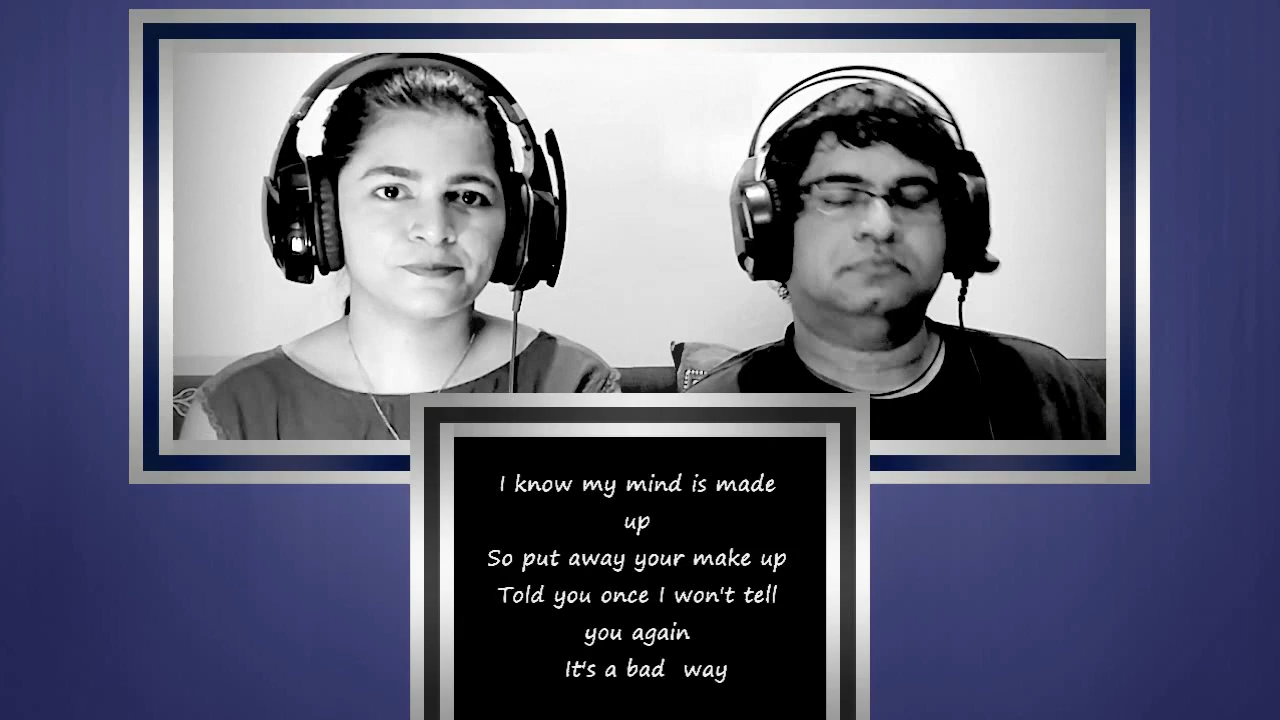 I know my mind is made
up
So put away your make up
Told you once I won't tell
you again
It's a bad  way